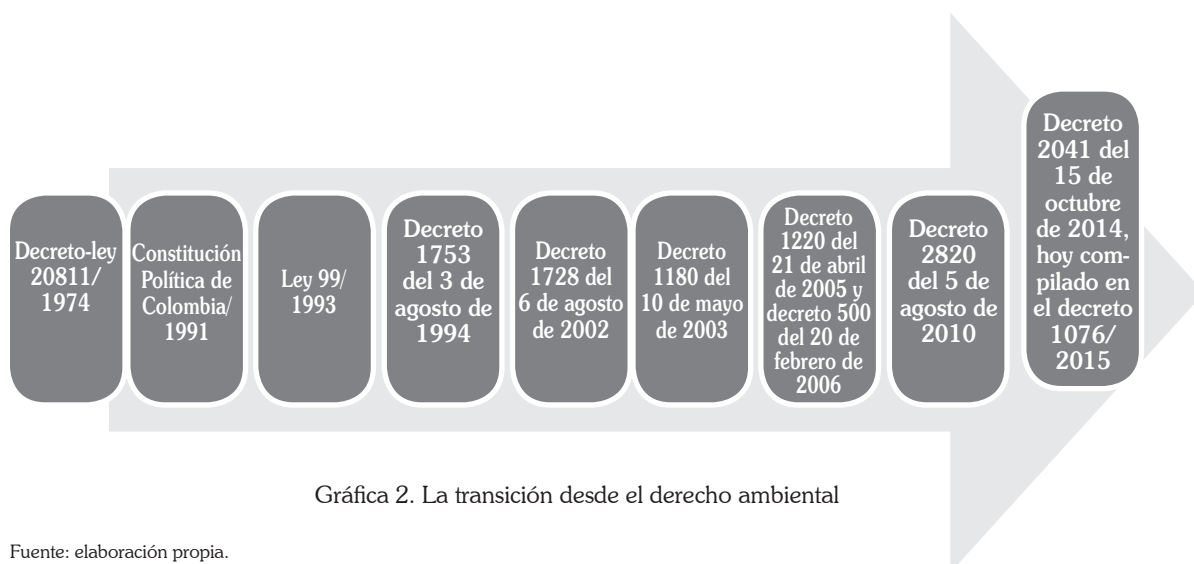 Decreto-ley
20811/
1974
Constitución
Política de
Colombia/
1991
Ley 99/
1993
Decreto
1753
del 3 de
agosto de
1994
Decreto
1728 del
6 de agosto
de 2002
Decreto
1180 del
10 de mayo
de 2003
Decreto
1220 del
21 de abril
de 2005 y
decreto 500
del 20 de
febrero de
2006
Decreto
2820
del 5 de
agosto de
2010
Decreto
2041 del
15 de
octubre
de 2014,
hoy com-
pilado en
el decreto
1076/
2015
Gráfica 2. La transición desde el derecho ambiental
Fuente: elaboración propia.